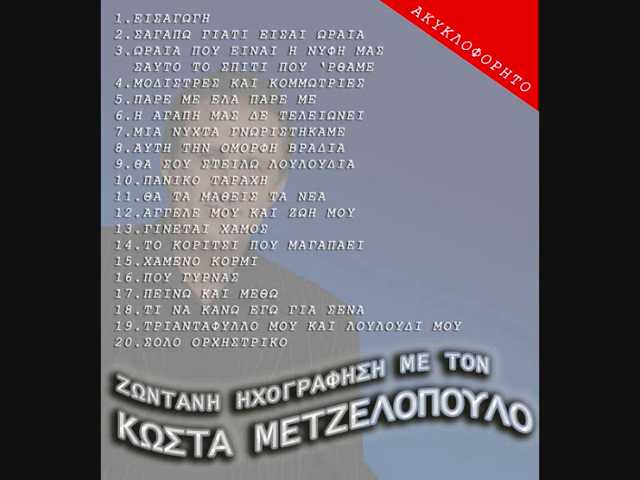 ΑΚΥΚΛΟΦΟΡΗΤΟ
1.ΕΙΣΑΓΩΓΗ
2.ΣΑΓΑΠΩ ΓΙΑΤΙ ΕΙΣΑΙ ΩΡΑΙΑ
3.ΩΡΑΙΑ ΠΟΥ ΕΙΝΑΙ Η ΝΥΦΗ ΜΑΣ
ΣΑΥΤΟ ΤΟ ΣΠΙΤΙ ΠΟΥ `ΡΘΑΜΕ
4.ΜΟΔΙΣΤΡΕΣ ΚΑΙ ΚΟΜΜΩΤΡΙΕΣ
5.ΠΑΡΕ ΜΕ ΕΛΑ ΠΑΡΕ ΜΕ
6.Η ΑΓΑΠΗ ΜΑΣ ΔΕ ΤΕΛΕΙΩΝΕΙ
7.ΜΙΑ ΝΥΧΤΑ ΓΝΩΡΙΣΤΗΚΑΜΕ
8.ΑΥΤΗ ΤΗΝ ΟΜΟΡΦΗ ΒΡΑΔΙΑ
9.ΘΑ ΣΟΥ ΣΤΕΙΛΩ ΛΟΥΛΟΥΔΙΑ
10.ΠΑΝΙΚΟ ΤΑΡΑΧΗ
11.ΘΑ ΤΑ ΜΑΘΕΙΣ ΤΑ ΝΕΑ
12.ΑΓΓΕΛΕ ΜΟΥ ΚΑΙ ΖΩΗ ΜΟΥ
13.ΓΙΝΕΤΑΙ ΧΑΜΟΣ
14.ΤΟ ΚΟΡΙΤΣΙ ΠΟΥ ΜΑΓΑΠΑΕΙ
15.ΧΑΜΕΝΟ ΚΟΡΜΙ
16.ΠΟΥ ΓΥΡΝΑΣ
17.ΠΕΙΝΩ ΚΑΙ ΜΕΘΩ
18.ΤΙ ΝΑ ΚΑΝΩ ΕΓΩ ΓΙΑ ΣΕΝΑ
19.ΤΡΙΑΝΤΑΦΥΛΛΟ ΜΟΥ ΚΑΙ ΛΟΥΛΟΥΔΙ ΜΟΥ
20.ΣΟΛΟ ΟΡΧΗΣΤΡΙΚΟ
ΖΩΝΤΑΝΗ ΗΧΟΓΡΑΦΗΣΗ ΜΕ ΤΟΝ
ΚΩΣΤΑ ΜΕΤΖΕΛΟΠΟΥΛΟ